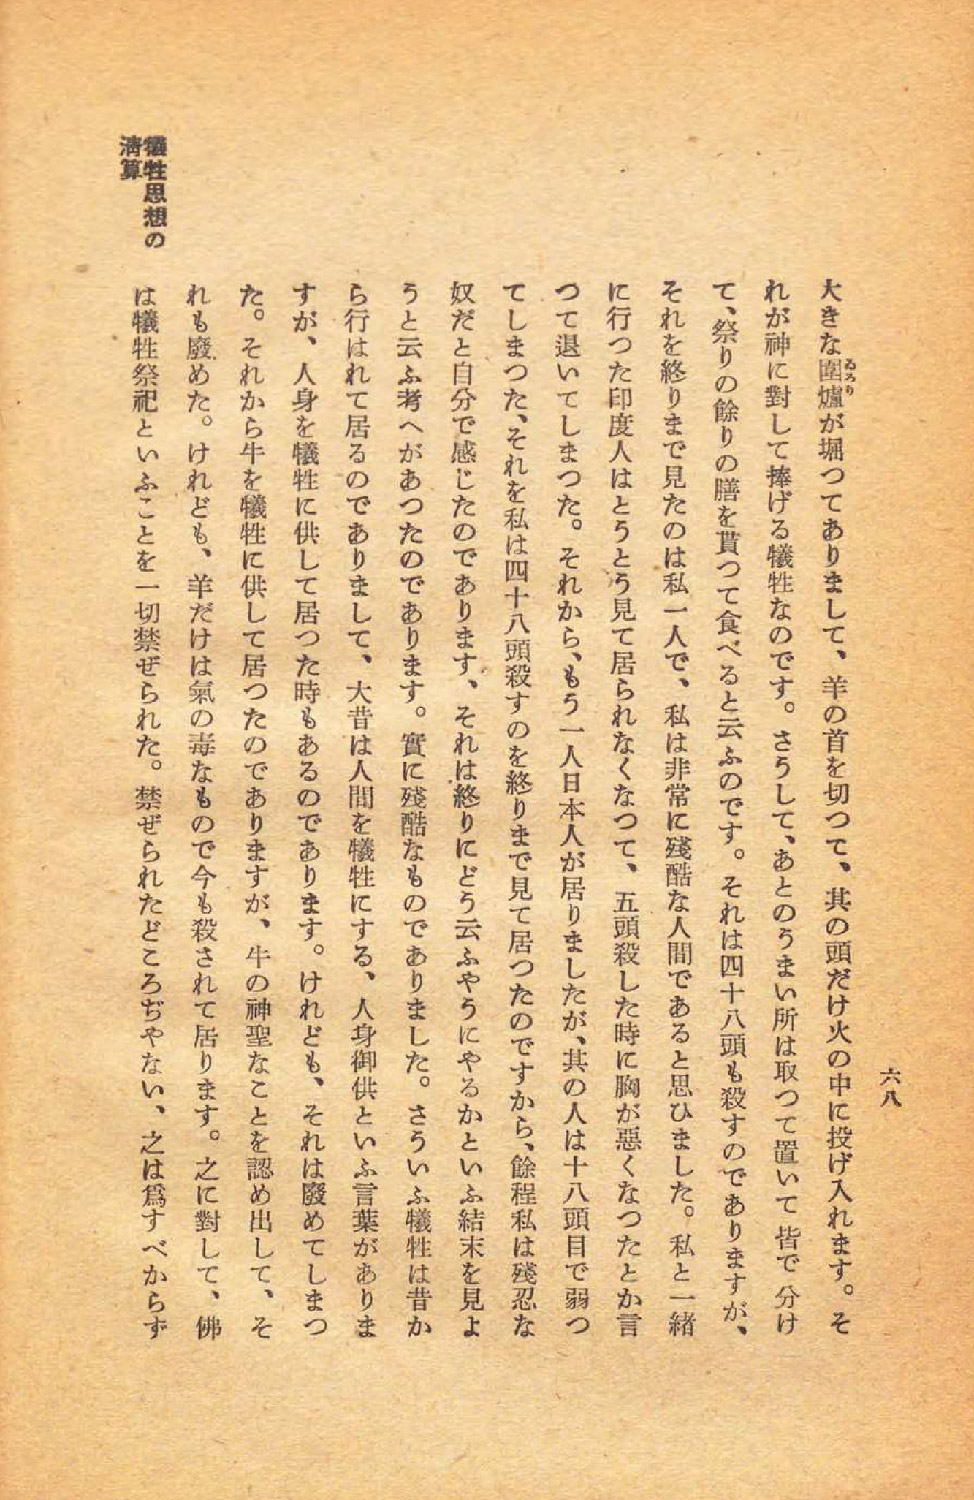 六八
大きな圍爐が堀つてありまして、羊の首を切つて、其の頭だけ火の中に投げ入れます。そ
ゐろり
れが神に對して捧げる犧牲なのです。さうして、あとのうまい所は取つて置いて皆で分け
て、祭りの餘りの膳を貰つて食べると云ふのです。それは四十八頭も殺すのでありますが、
それを終りまで見たのは私一人で、私は非常に殘酷な人間であると思ひました。私と一緒
に行つた印度人はとうとう見て居られなくなつて、五頭殺した時に胸が惡くなつたとか言
つて退いてしまつた。それから、もう一人日本人が居りましたが、其の人は十八頭目で弱つ
てしまつた、それを私は四十八頭殺すのを終りまで見て居つたのですから、餘程私は殘忍な
奴だと自分で感じたのであります、それは終りにどう云ふやうにやるかといふ結末を見よ
うと云ふ考へがあつたのであります。實に殘酷なものでありました。さういふ犧牲は昔か
ら行はれて居るのでありまして、大昔は人間を犧牲にする、人身御供といふ言葉がありま
すが、人身を犧牲に供して居つた時もあるのであります。けれども、それは廢めてしまつ
た。それから牛を犧牲に供して居つたのでありますが、牛の神聖なことを認め出して、そ
れも廢めた。けれども、羊だけは氣の毒なもので今も殺されて居ります。之に對して、佛
は犧牲祭祀といふことを一切禁ぜられた。禁ぜられたどころぢやない、之は爲すべからず
犧牲思想の
淸算